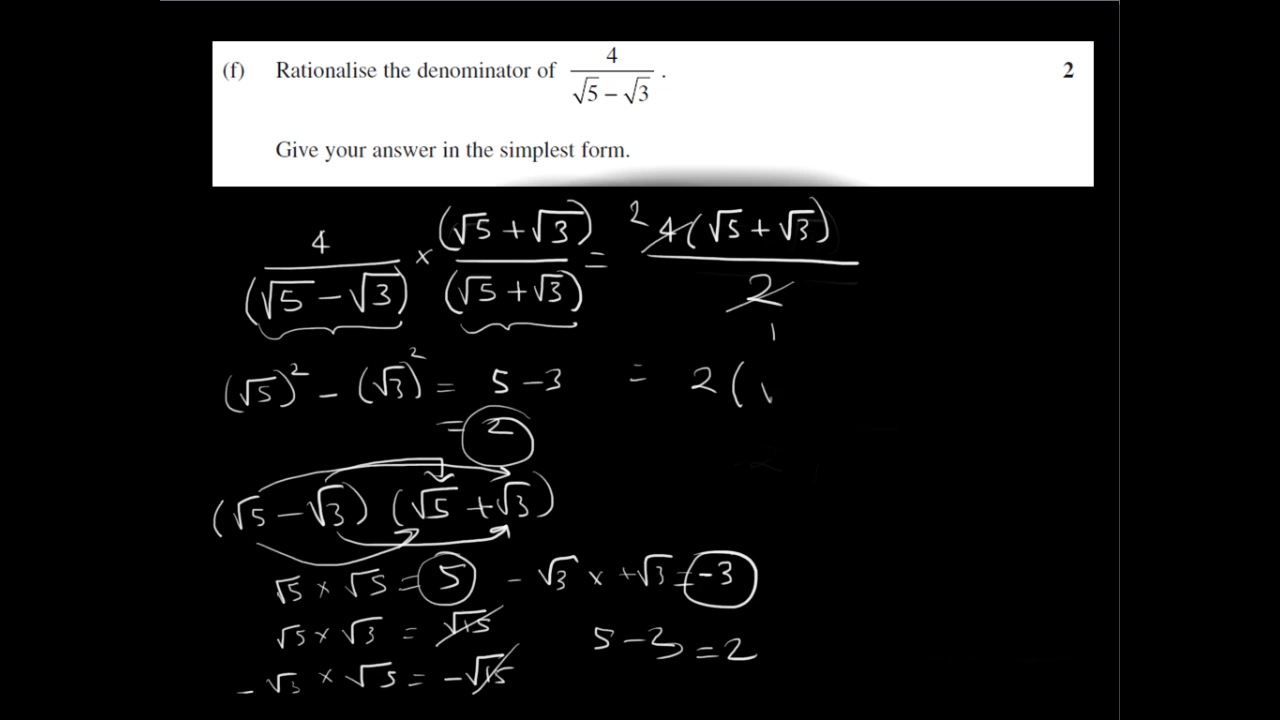 (f) Rationalise the denominator of 4/(√5 − √3) . 2
Give your answer in the simplest form.
4/(√5 − √3) × (√5 + √3)/(√5 + √3) = 2 4(√5 + √3)/2 1
(√5)² − (√3)² = 5 − 3 = 2 (
= 2
(√5 − √3) (√5 + √3)
√5 × √5 = 5 − √3 × +√3 = −3
√5 × √3 = √15 5 − 3 = 2
− √3 × √5 = −√15